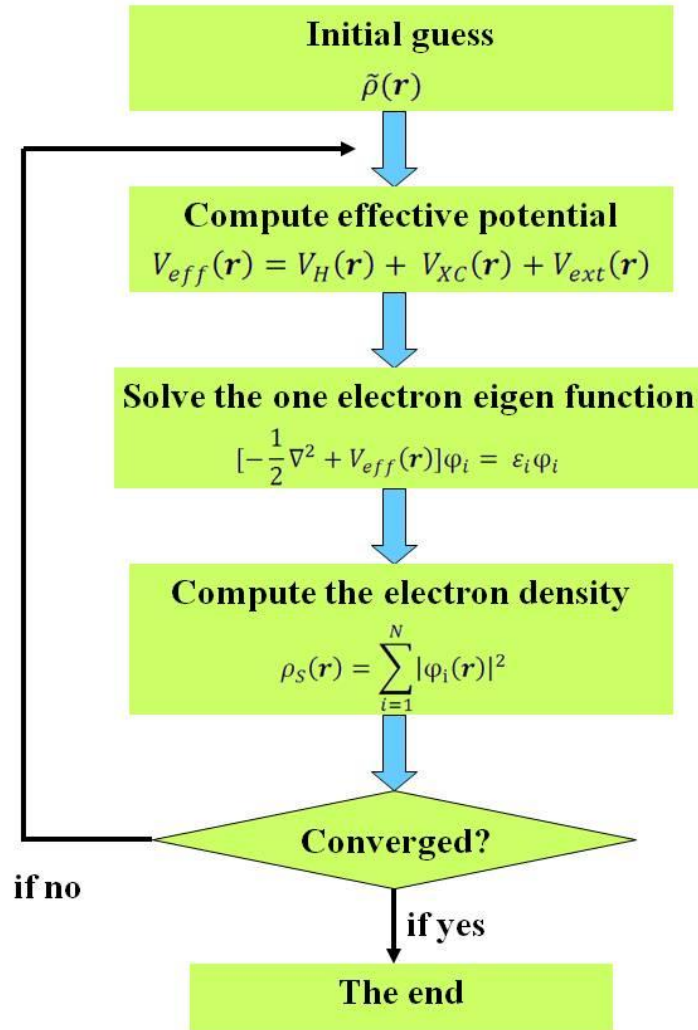 Initial guess
ρ̃(r)
Compute effective potential
V_eff(r) = V_H(r) + V_XC(r) + V_ext(r)
Solve the one electron eigen function
[-1/2 ∇² + V_eff(r)]φ_i = ε_iφ_i
Compute the electron density
ρ_S(r) = ∑_{i=1}^{N} |φ_i(r)|²
Converged?
if no
if yes
The end